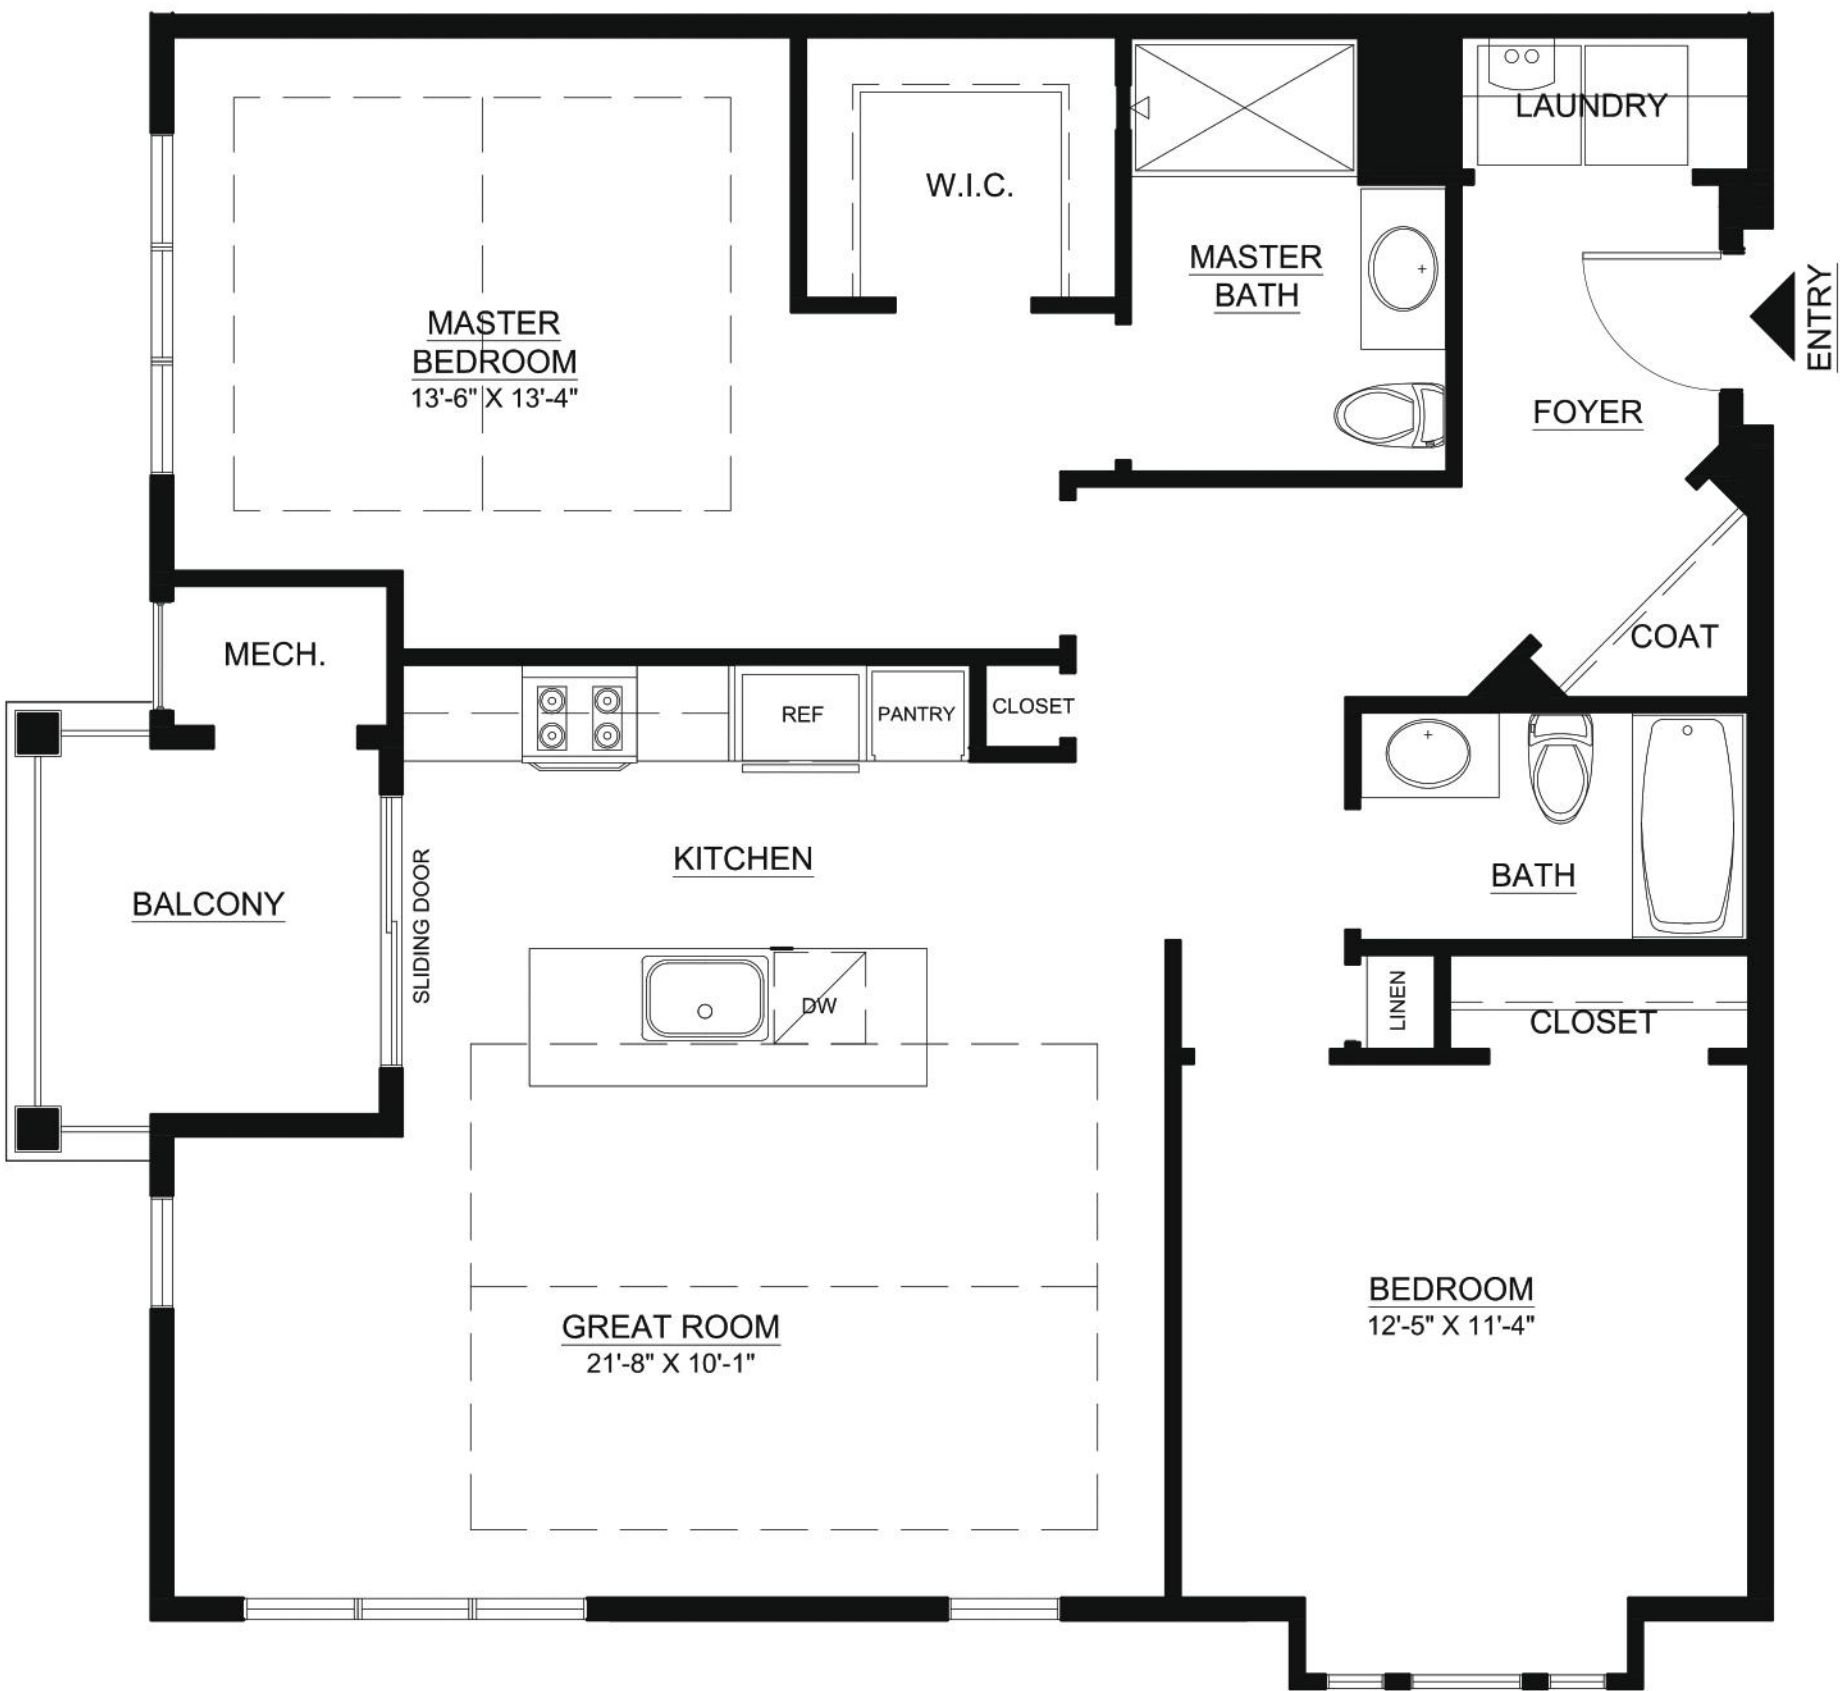 LAUNDRY
W.I.C.
MASTER
BATH
ENTRY
MASTER
BEDROOM
13'-6" X 13'-4"
FOYER
MECH.
COAT
REF
PANTRY
CLOSET
KITCHEN
BATH
BALCONY
SLIDING DOOR
DW
LINEN
CLOSET
BEDROOM
12'-5" X 11'-4"
GREAT ROOM
21'-8" X 10'-1"